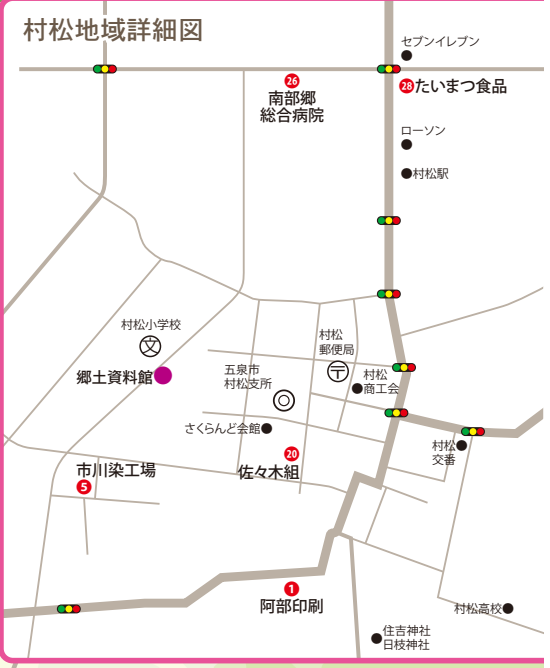 村松地域詳細図
セブンイレブン
26
南部郷
総合病院
28たいまつ食品
ローソン
村松駅
村松小学校
文
郷土資料館
村松
郵便局
〒
五泉市
村松支所
村松
商工会
さくらんど会館
村松
交番
20
佐々木組
市川染工場
5
1
阿部印刷
村松高校
住吉神社
日枝神社